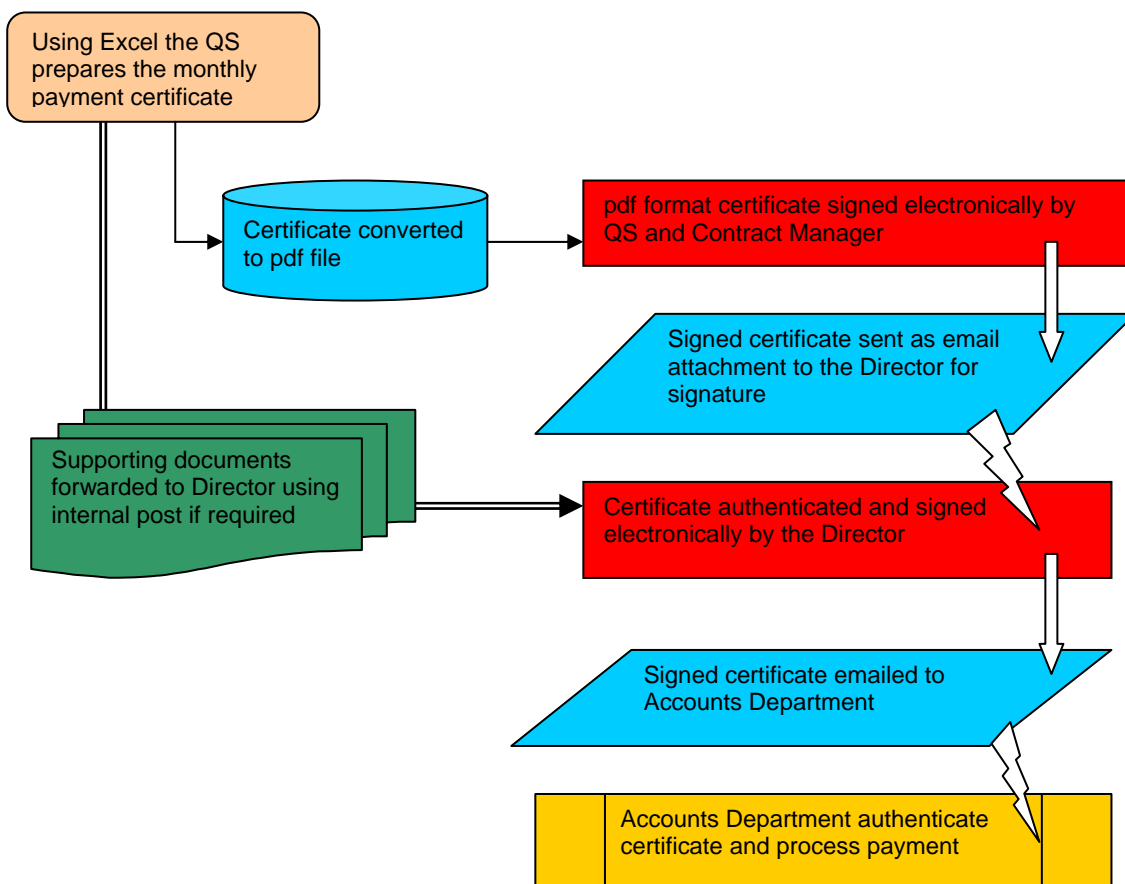 Using Excel the QS
prepares the monthly
payment certificate
Certificate converted
to pdf file
pdf format certificate signed electronically by
QS and Contract Manager
Signed certificate sent as email
attachment to the Director for
signature
Supporting documents
forwarded to Director using
internal post if required
Certificate authenticated and signed
electronically by the Director
Signed certificate emailed to
Accounts Department
Accounts Department authenticate
certificate and process payment